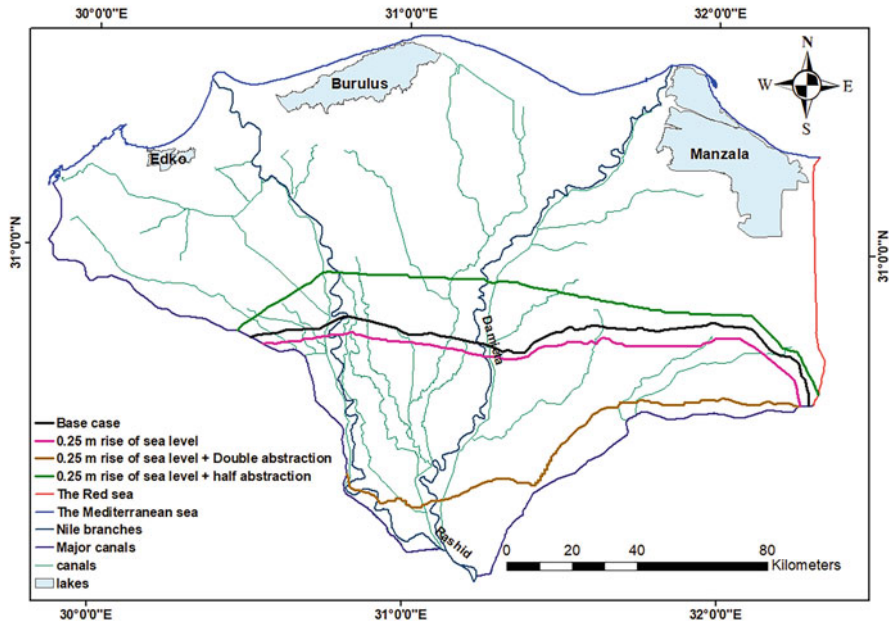 30°0'0"E 31°0'0"E 32°0'0"E
N
W E
S
Burulus
Edko
Manzala
31°0'0"N 31°0'0"N
Damietta
Rashid
Base case
0.25 m rise of sea level
0.25 m rise of sea level + Double abstraction
0.25 m rise of sea level + half abstraction
The Red sea
The Mediterranean sea
Nile branches
Major canals
canals
lakes
0 20 40 80
Kilometers
30°0'0"E 31°0'0"E 32°0'0"E